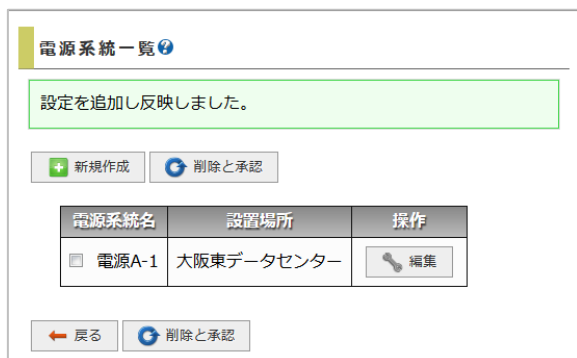 電源系統一覧
設定を追加し反映しました。
新規作成 削除と承認
電源系統名 設置場所 操作
電源A-1 大阪東データセンター 編集
戻る 削除と承認